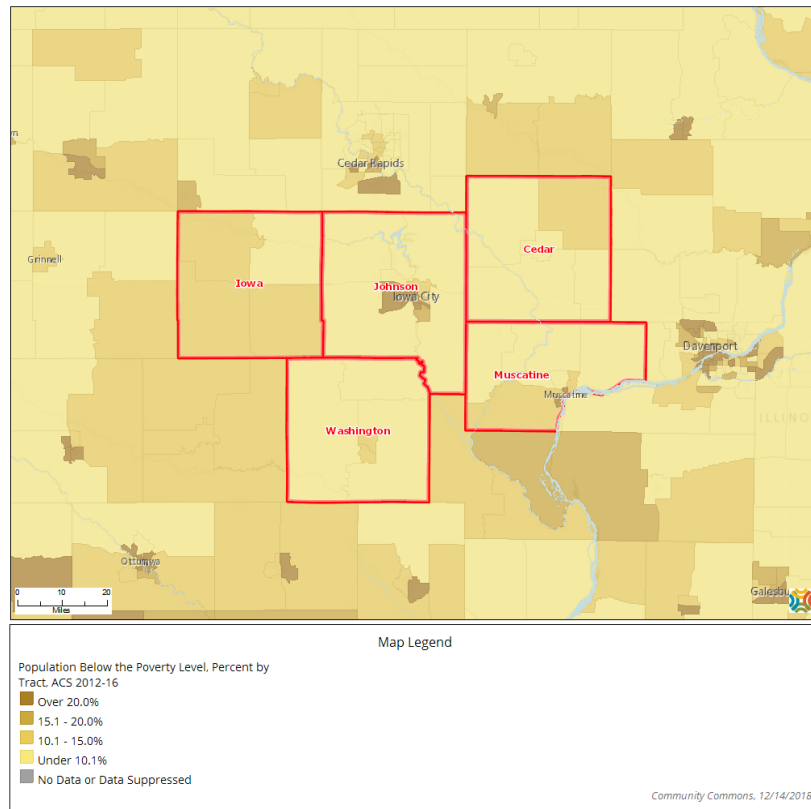 Cedar Rapids
Cedar
Grinnell
Iowa
Johnson
Iowa City
Davenport
Muscatine
Muscatine
ILLINO
Washington
Ottumwa
0 10 20
Miles
Galesbu
Map Legend
Population Below the Poverty Level, Percent by
Tract, ACS 2012-16
Over 20.0%
15.1 - 20.0%
10.1 - 15.0%
Under 10.1%
No Data or Data Suppressed
Community Commons, 12/14/2018